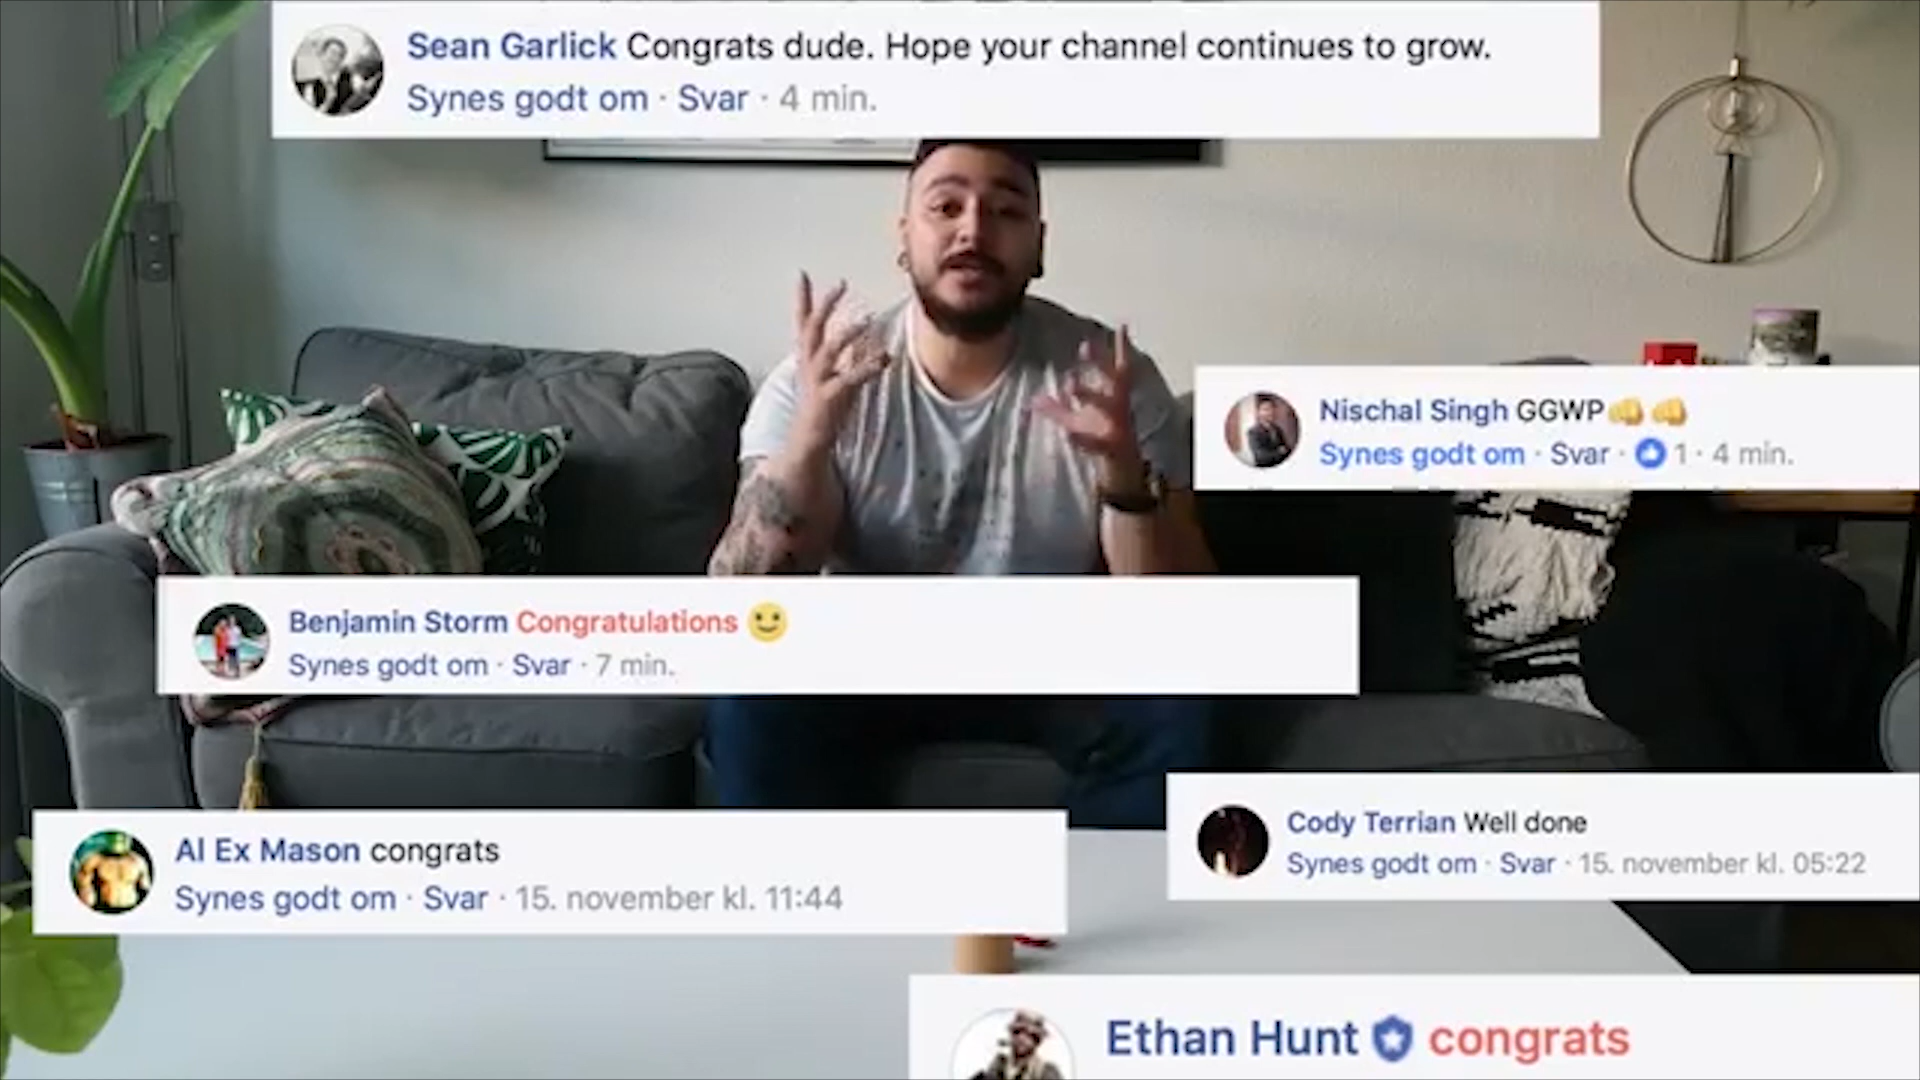 Sean Garlick Congrats dude. Hope your channel continues to grow.
Synes godt om · Svar · 4 min.
Nischal Singh GGWP👊👊
Synes godt om · Svar · 1 · 4 min.
Benjamin Storm Congratulations 🙂
Synes godt om · Svar · 7 min.
Al Ex Mason congrats
Synes godt om · Svar · 15. november kl. 11:44
Cody Terrian Well done
Synes godt om · Svar · 15. november kl. 05:22
Ethan Hunt congrats